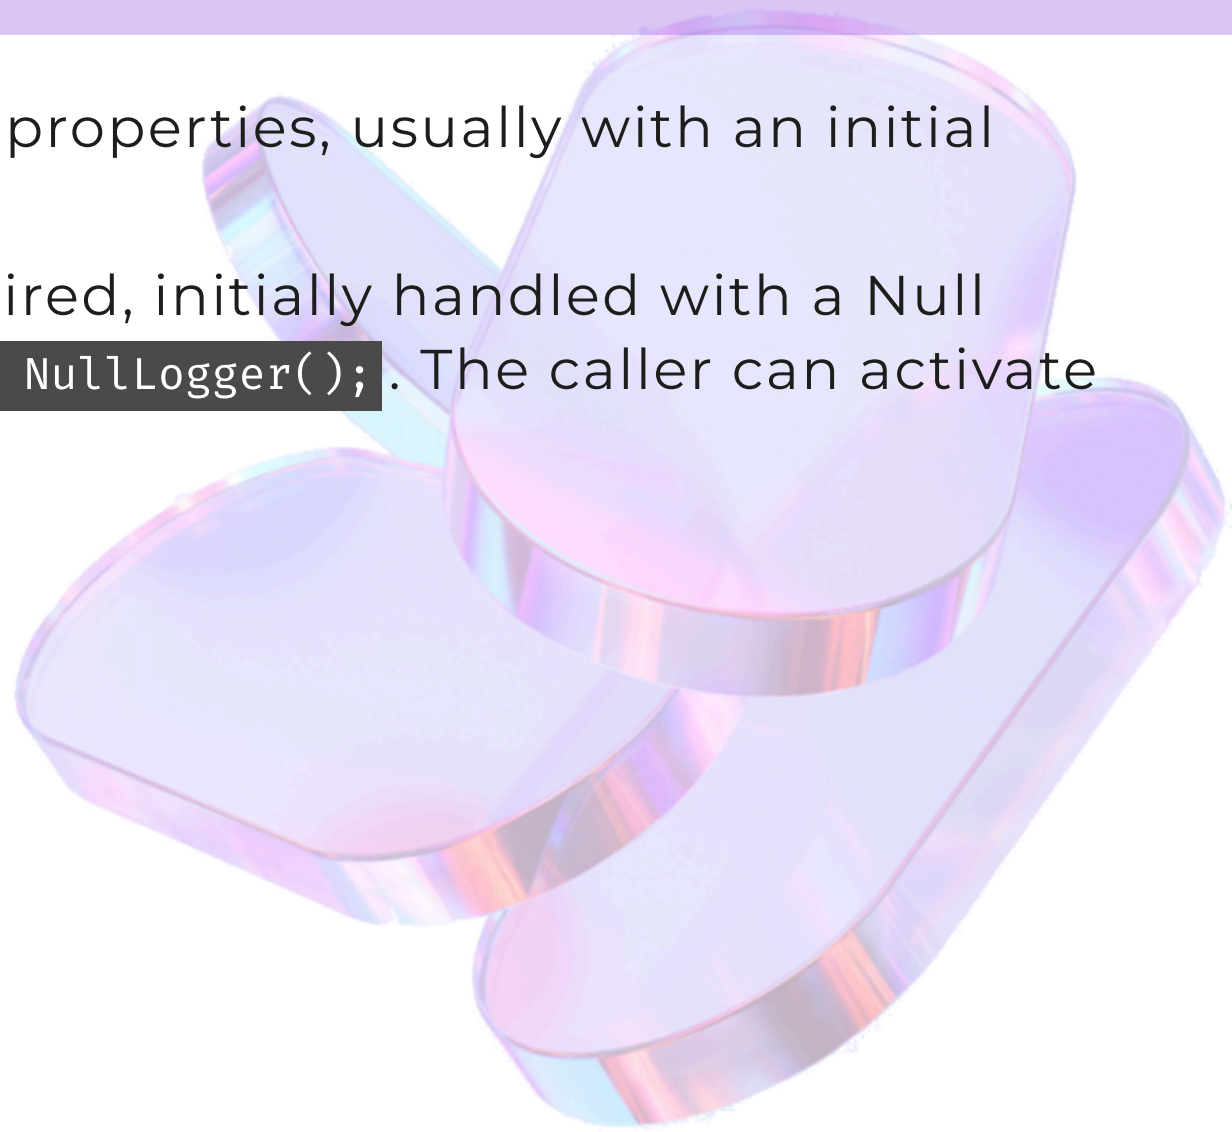 properties, usually with an initial
ired, initially handled with a Null
NullLogger(); . The caller can activate